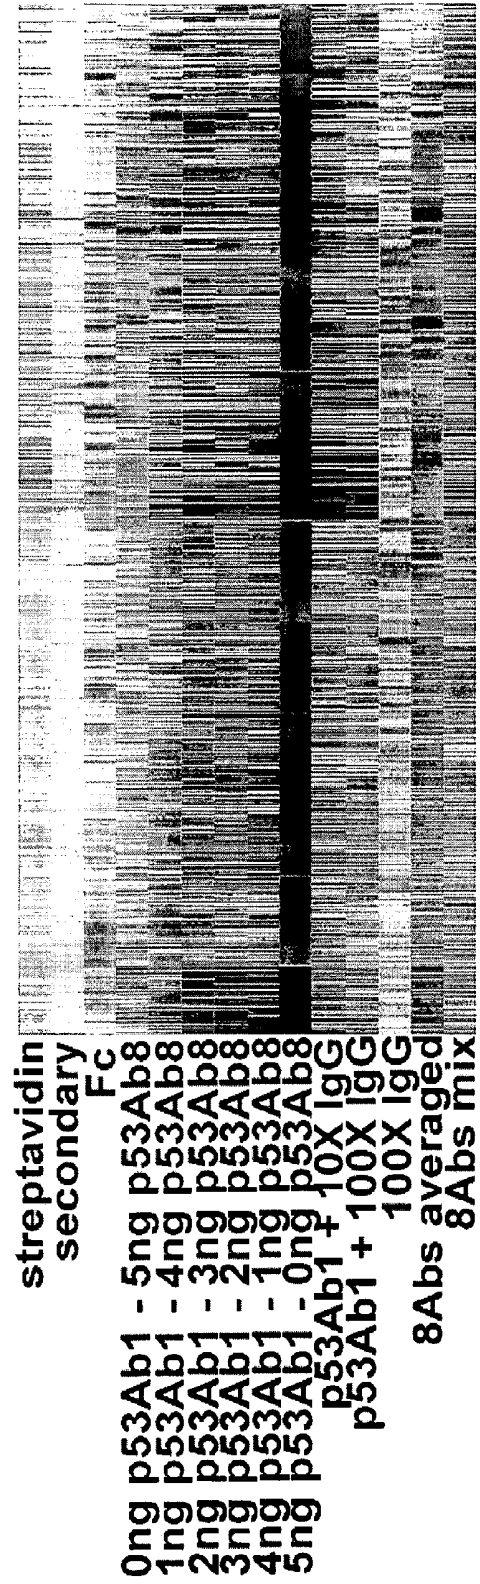 streptavidin
secondary
Fc
0ng p53Ab1 - 5ng p53Ab8
1ng p53Ab1 - 4ng p53Ab8
2ng p53Ab1 - 3ng p53Ab8
3ng p53Ab1 - 2ng p53Ab8
4ng p53Ab1 - 1ng p53Ab8
5ng p53Ab1 - 0ng p53Ab8
p53Ab1 + 10X IgG
p53Ab1 + 100X IgG
100X IgG
8Abs averaged
8Abs mix